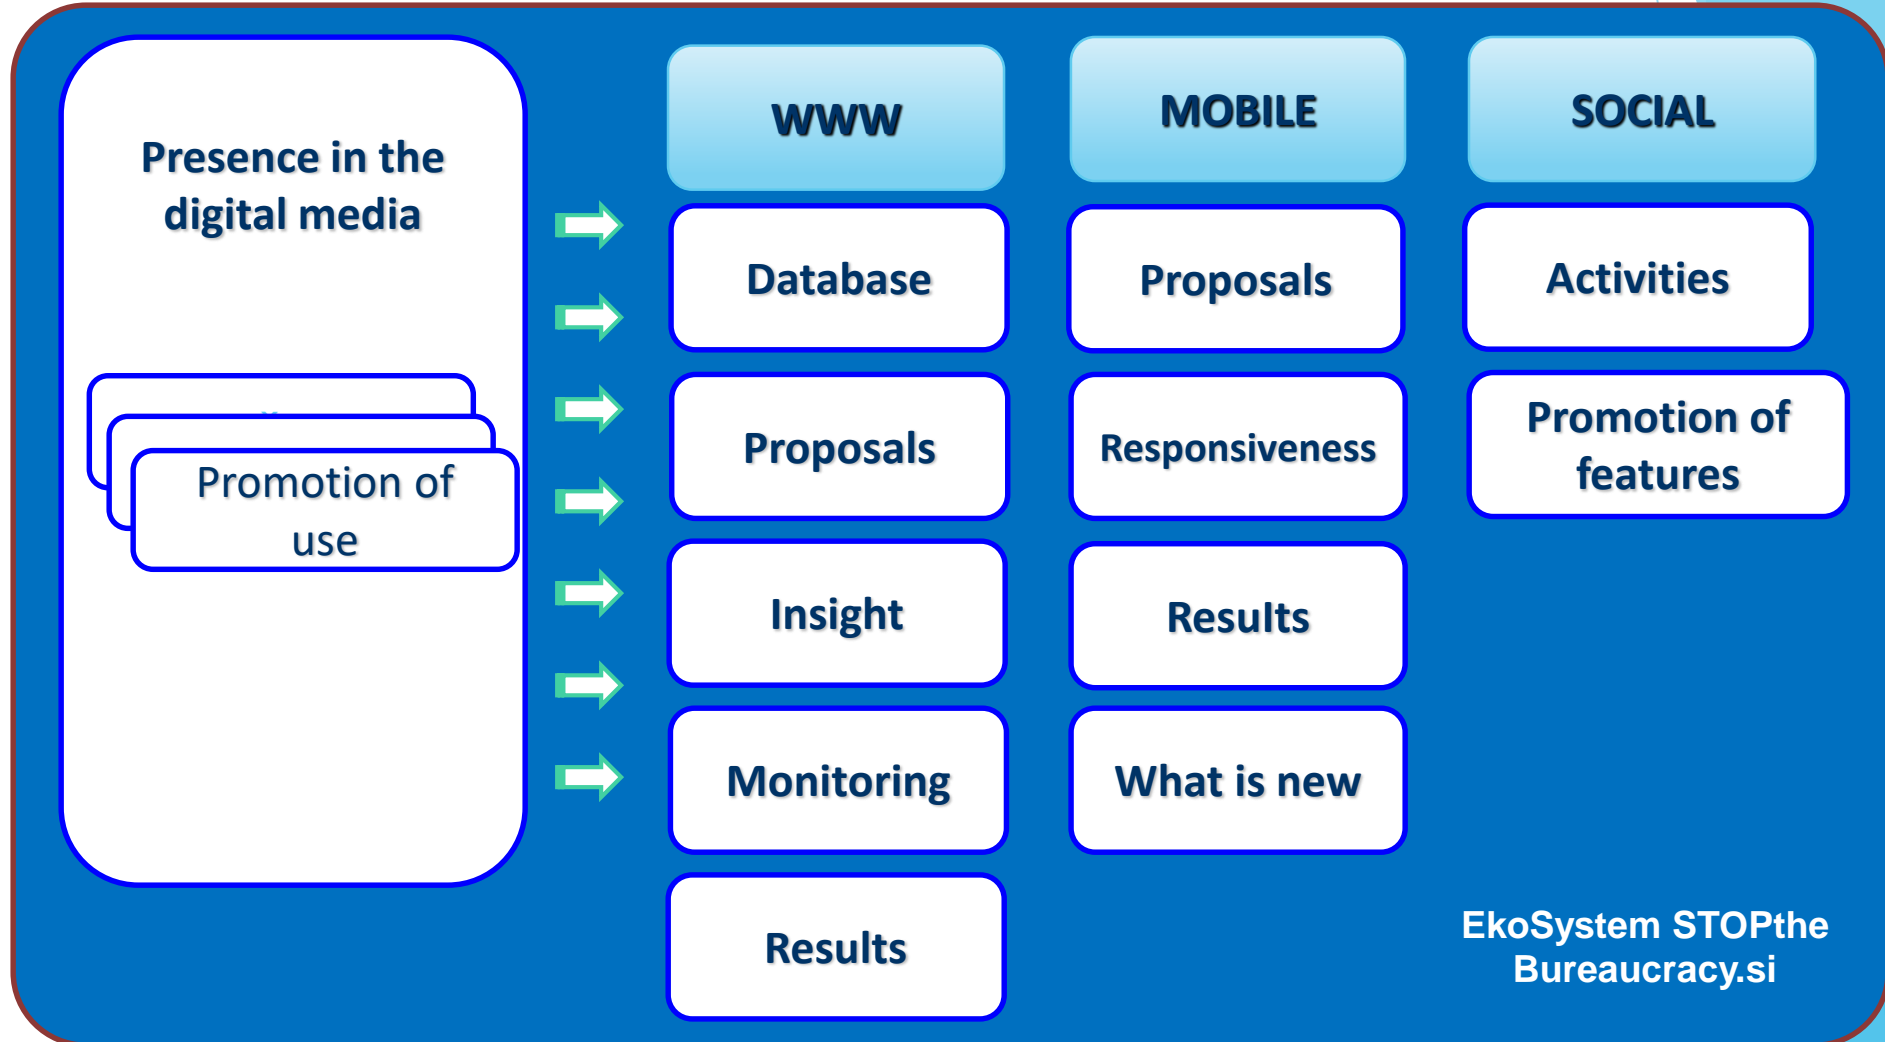 Presence in the
digital media
Promotion of
use
WWW
Database
Proposals
Insight
Monitoring
Results
MOBILE
Proposals
Responsiveness
Results
What is new
SOCIAL
Activities
Promotion of
features
EkoSystem STOPthe
Bureaucracy.si